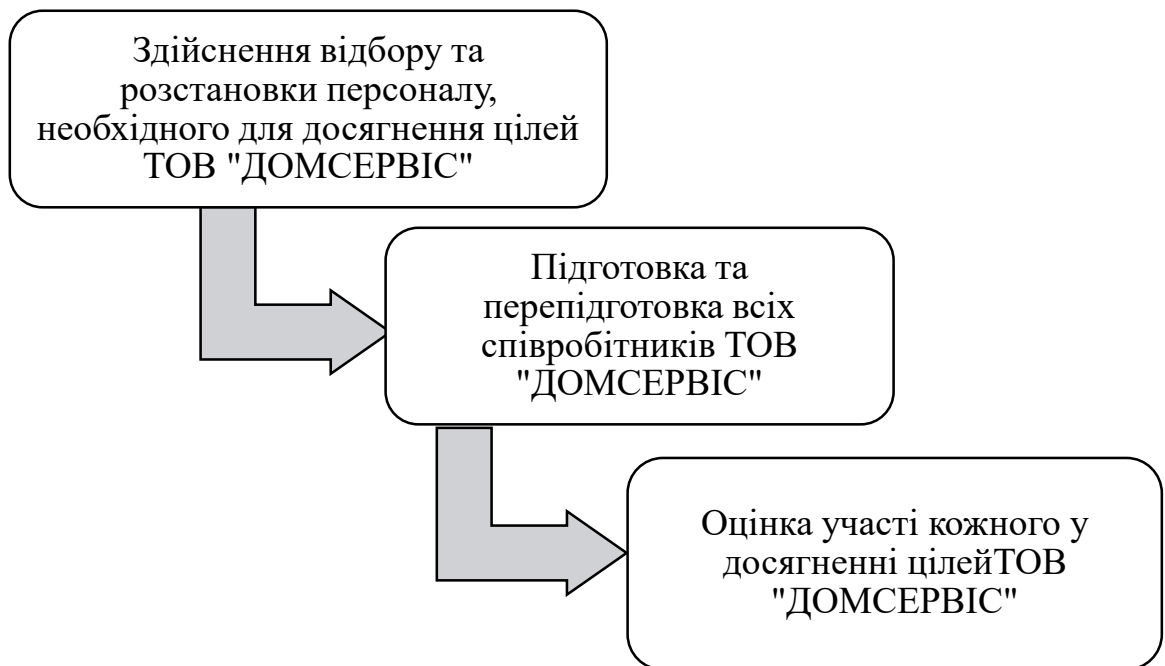 Здійснення відбору та
розстановки персоналу,
необхідного для досягнення цілей
ТОВ "ДОМСЕРВІС"
Підготовка та
перепідготовка всіх
співробітників ТОВ
"ДОМСЕРВІС"
Оцінка участі кожного у
досягненні цілейТОВ
"ДОМСЕРВІС"